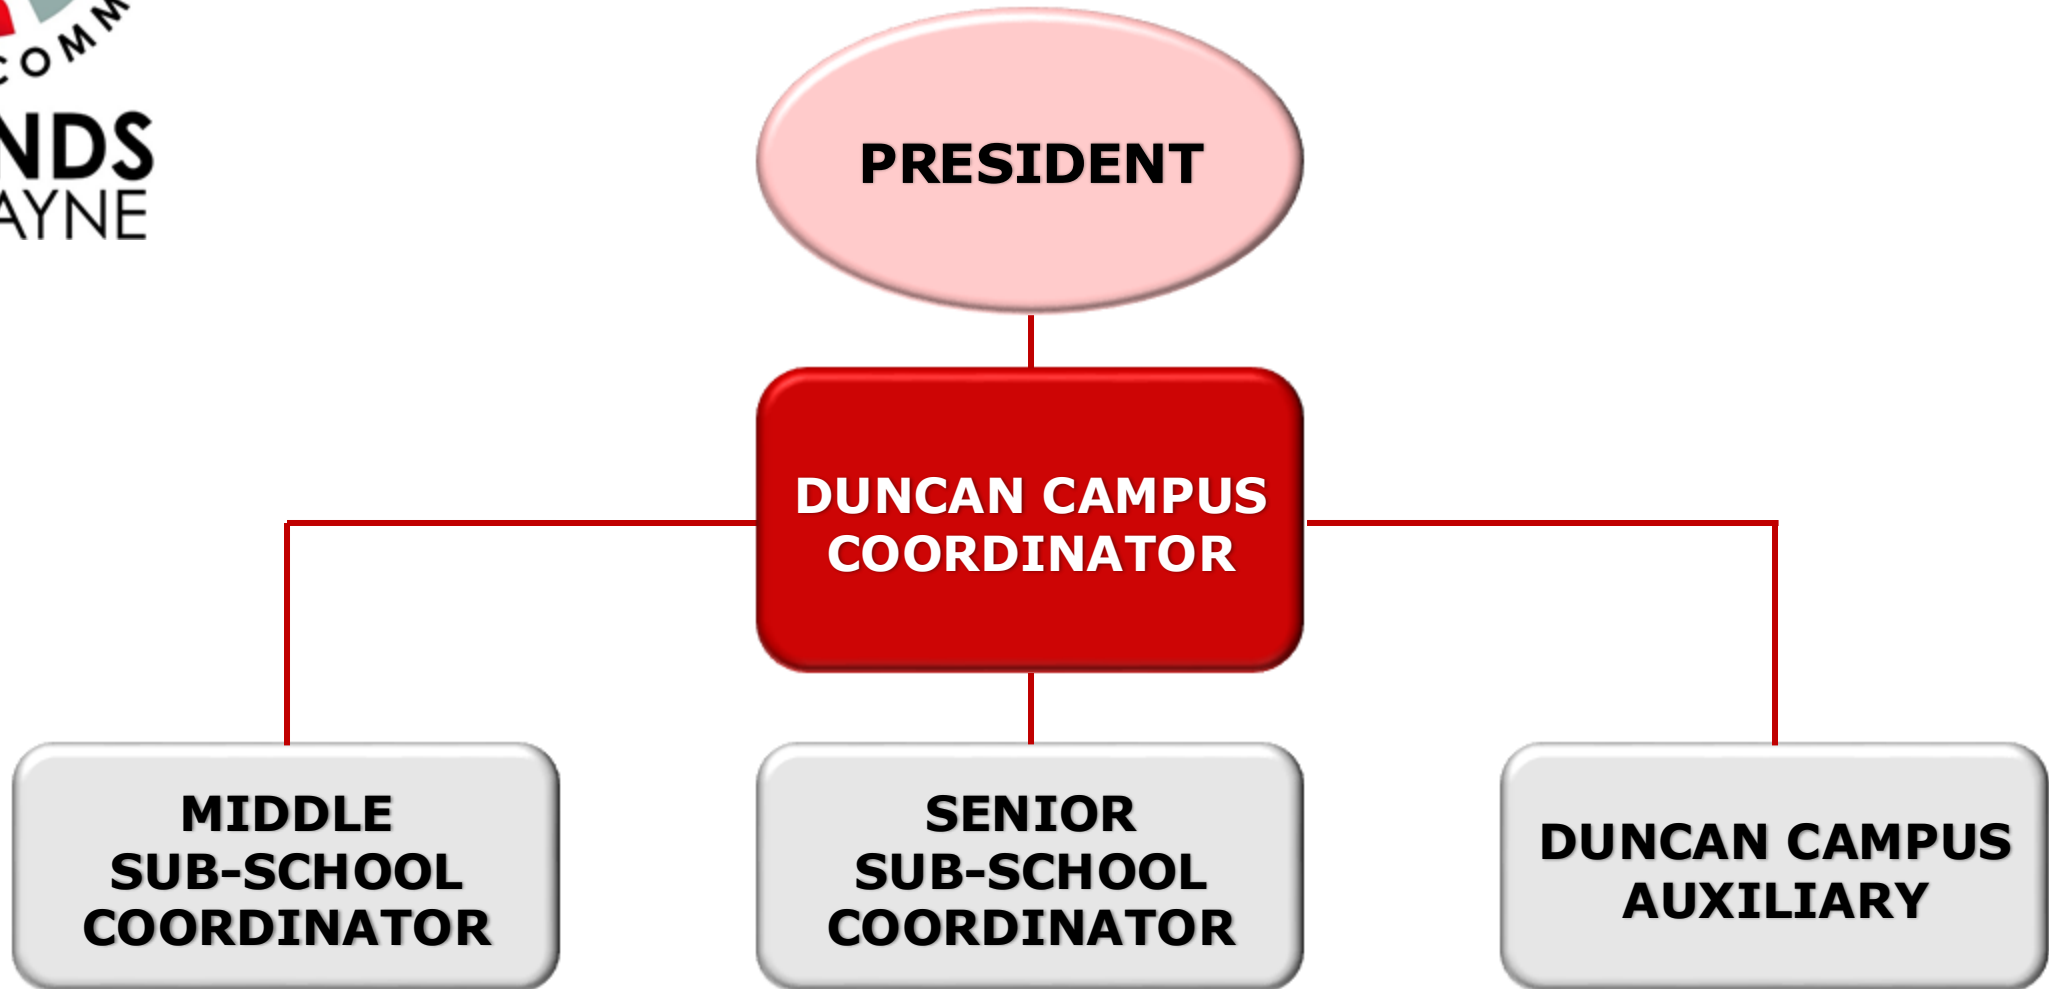 COMM
NDS
AYNE
PRESIDENT
DUNCAN CAMPUS
COORDINATOR
MIDDLE
SUB-SCHOOL
COORDINATOR
SENIOR
SUB-SCHOOL
COORDINATOR
DUNCAN CAMPUS
AUXILIARY